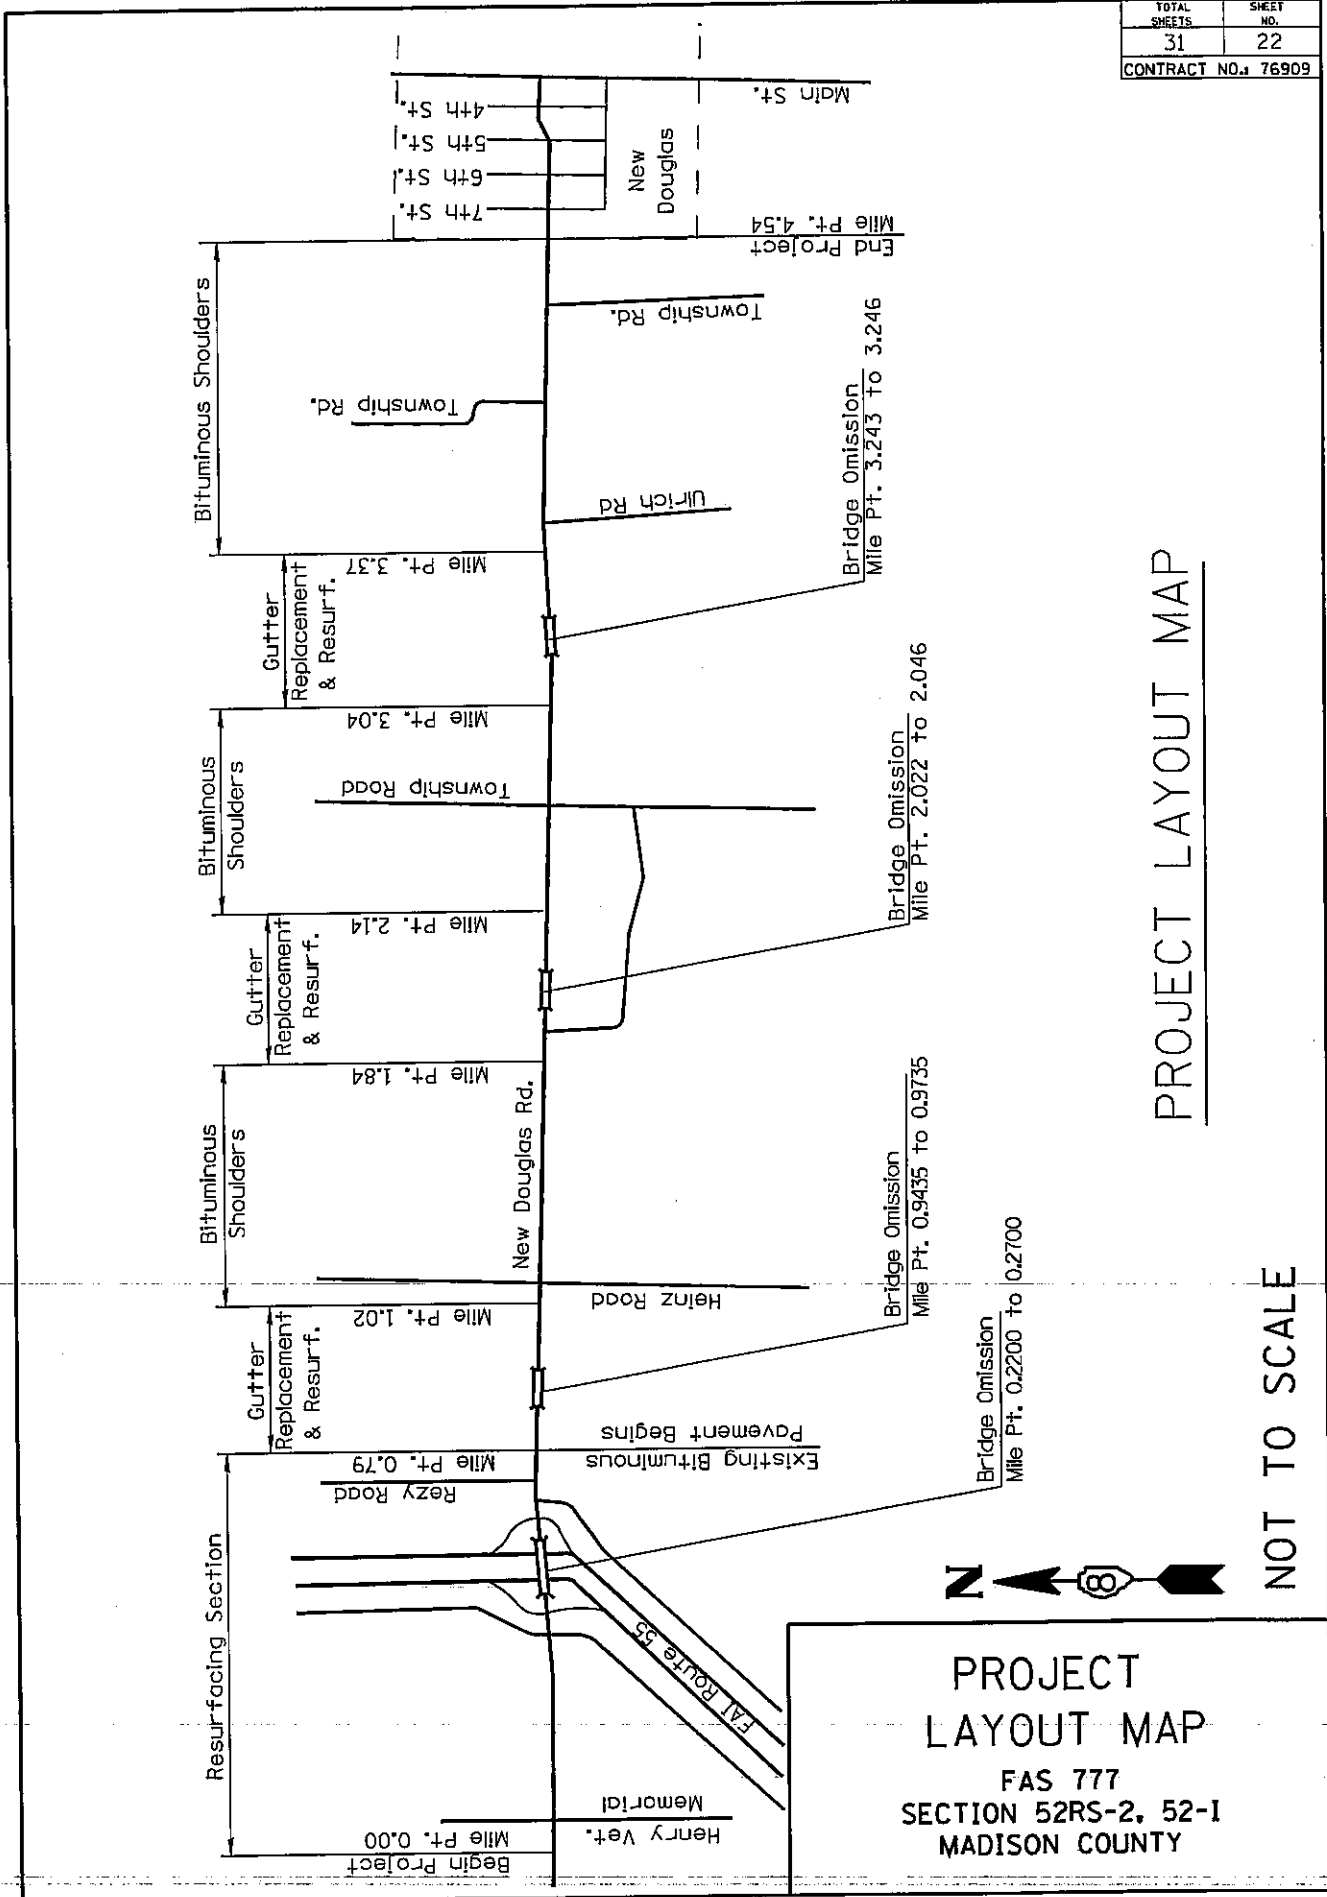 TOTAL SHEETS
SHEET NO.
31
22
CONTRACT NO.: 76909
Resurfacing Section
Gutter
Replacement
& Resurf.
Bituminous
Shoulders
Gutter
Replacement
& Resurf.
Bituminous
Shoulders
Gutter
Replacement
& Resurf.
Bituminous Shoulders
Begin Project
Mile Pt. 0.00
Henry Vet.
Memorial
FAI Route 55
Rezy Road
Mile Pt. 0.79
Existing Bituminous
Pavement Begins
Mile Pt. 1.02
Heinz Road
New Douglas Rd.
Mile Pt. 1.84
Mile Pt. 2.14
Township Road
Mile Pt. 3.04
Mile Pt. 3.37
Ulrich Rd
Township Rd.
Township Rd.
End Project
Mile Pt. 4.54
7th St.
6th St.
5th St.
4th St.
New
Douglas
Main St.
Bridge Omission
Mile Pt. 0.2200 to 0.2700
Bridge Omission
Mile Pt. 0.9435 to 0.9735
Bridge Omission
Mile Pt. 2.022 to 2.046
Bridge Omission
Mile Pt. 3.243 to 3.246
PROJECT LAYOUT MAP
N
8
NOT TO SCALE
PROJECT
LAYOUT MAP
FAS 777
SECTION 52RS-2, 52-I
MADISON COUNTY